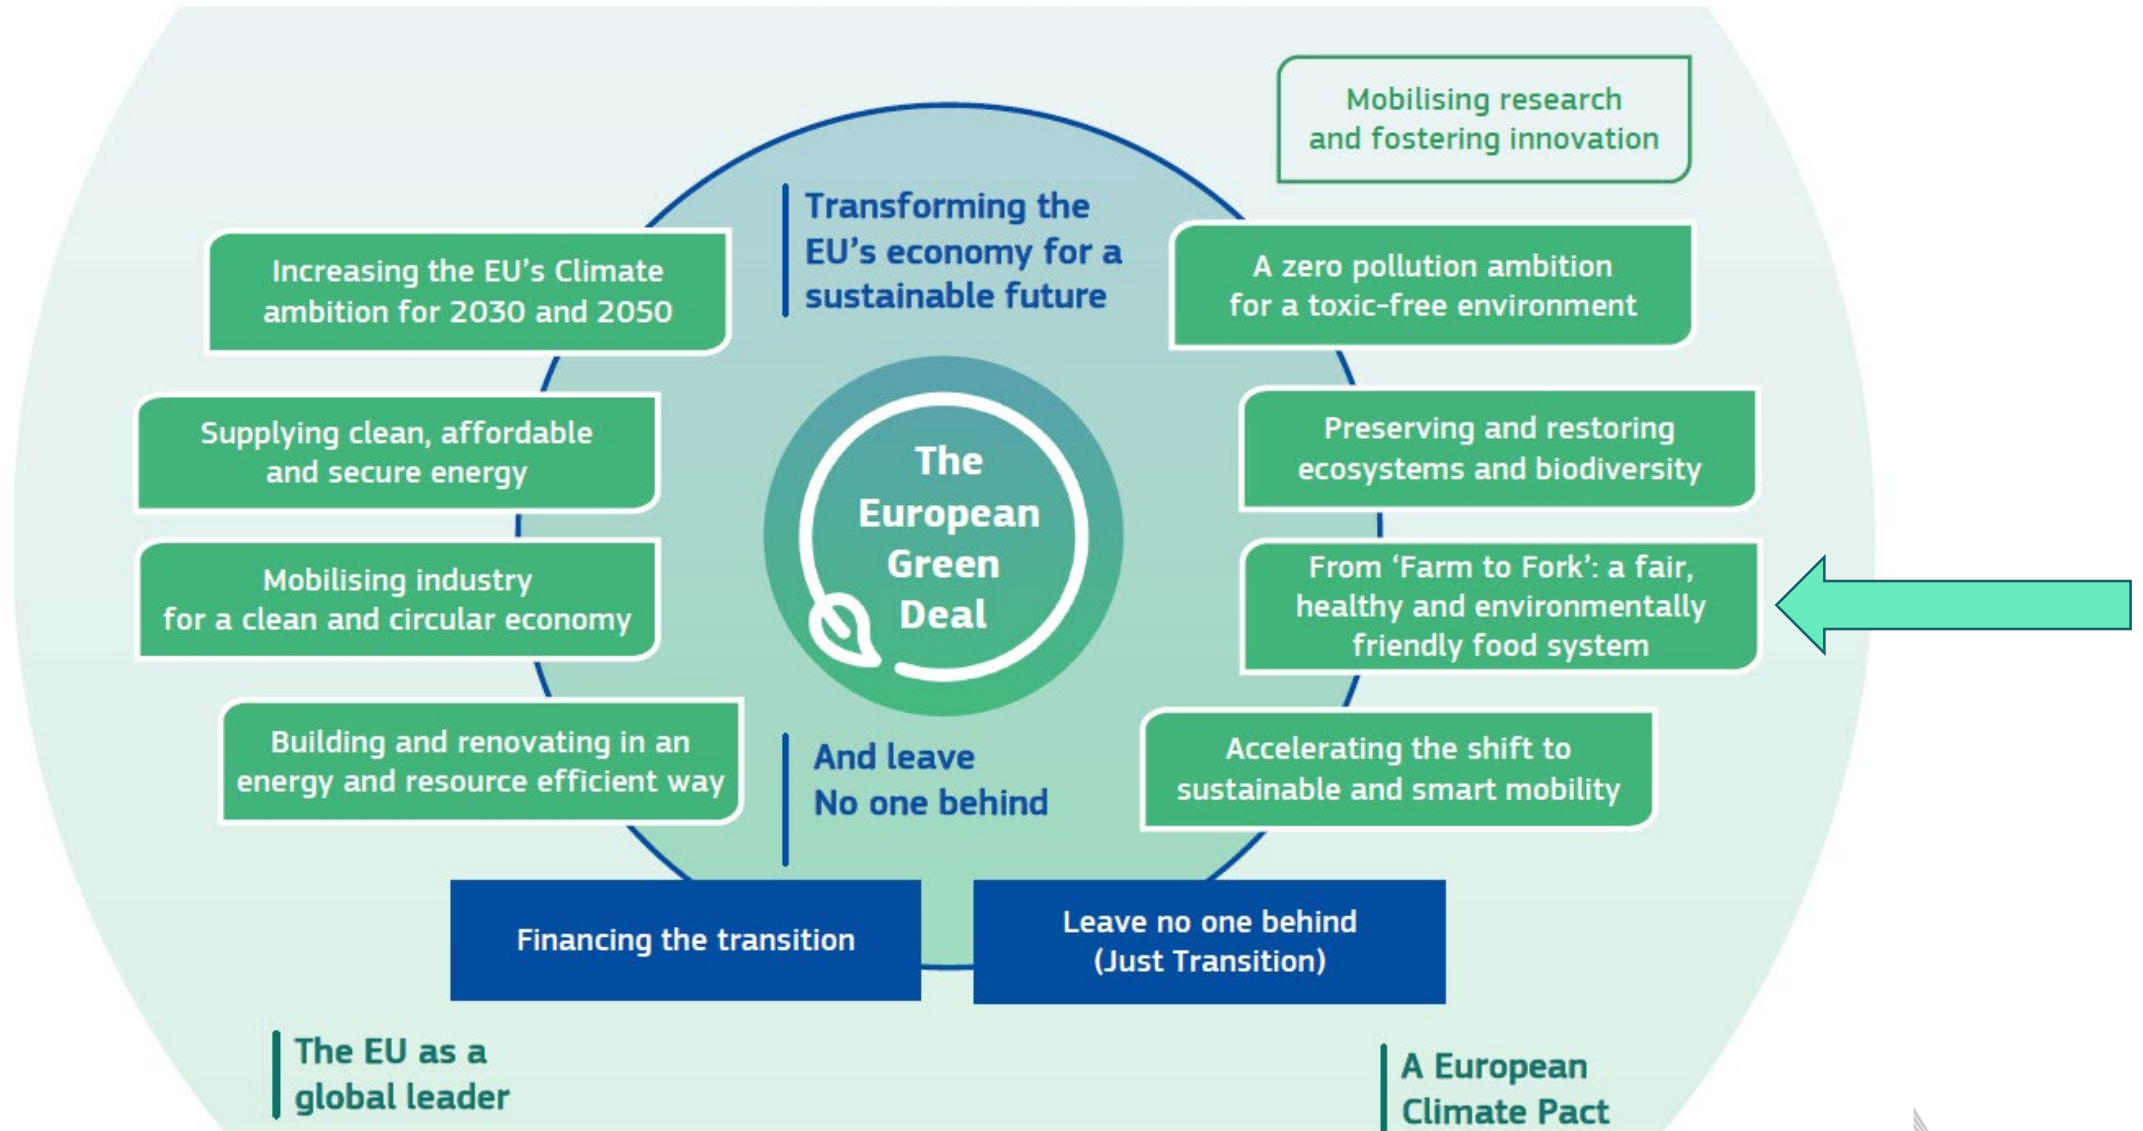 Mobilising research
and fostering innovation
Transforming the
EU's economy for a
sustainable future
Increasing the EU's Climate
ambition for 2030 and 2050
A zero pollution ambition
for a toxic-free environment
Supplying clean, affordable
and secure energy
Preserving and restoring
ecosystems and biodiversity
The
European
Green
Deal
Mobilising industry
for a clean and circular economy
From ‘Farm to Fork’: a fair,
healthy and environmentally
friendly food system
Building and renovating in an
energy and resource efficient way
And leave
No one behind
Accelerating the shift to
sustainable and smart mobility
Financing the transition
Leave no one behind
(Just Transition)
The EU as a
global leader
A European
Climate Pact